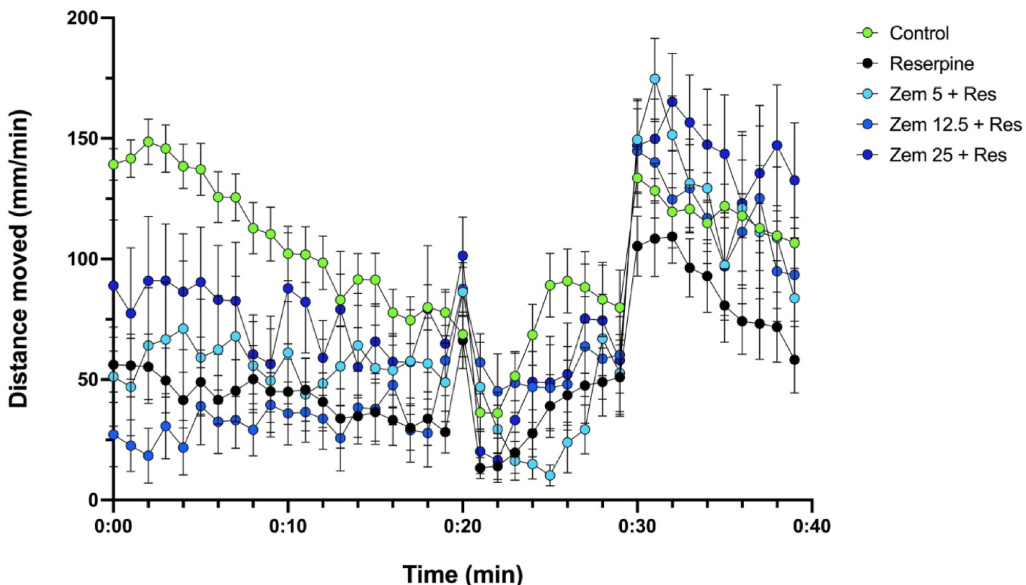 Distance moved (mm/min)
200
150
100
50
0
0:00 0:10 0:20 0:30 0:40
Time (min)
Control
Reserpine
Zem 5 + Res
Zem 12.5 + Res
Zem 25 + Res